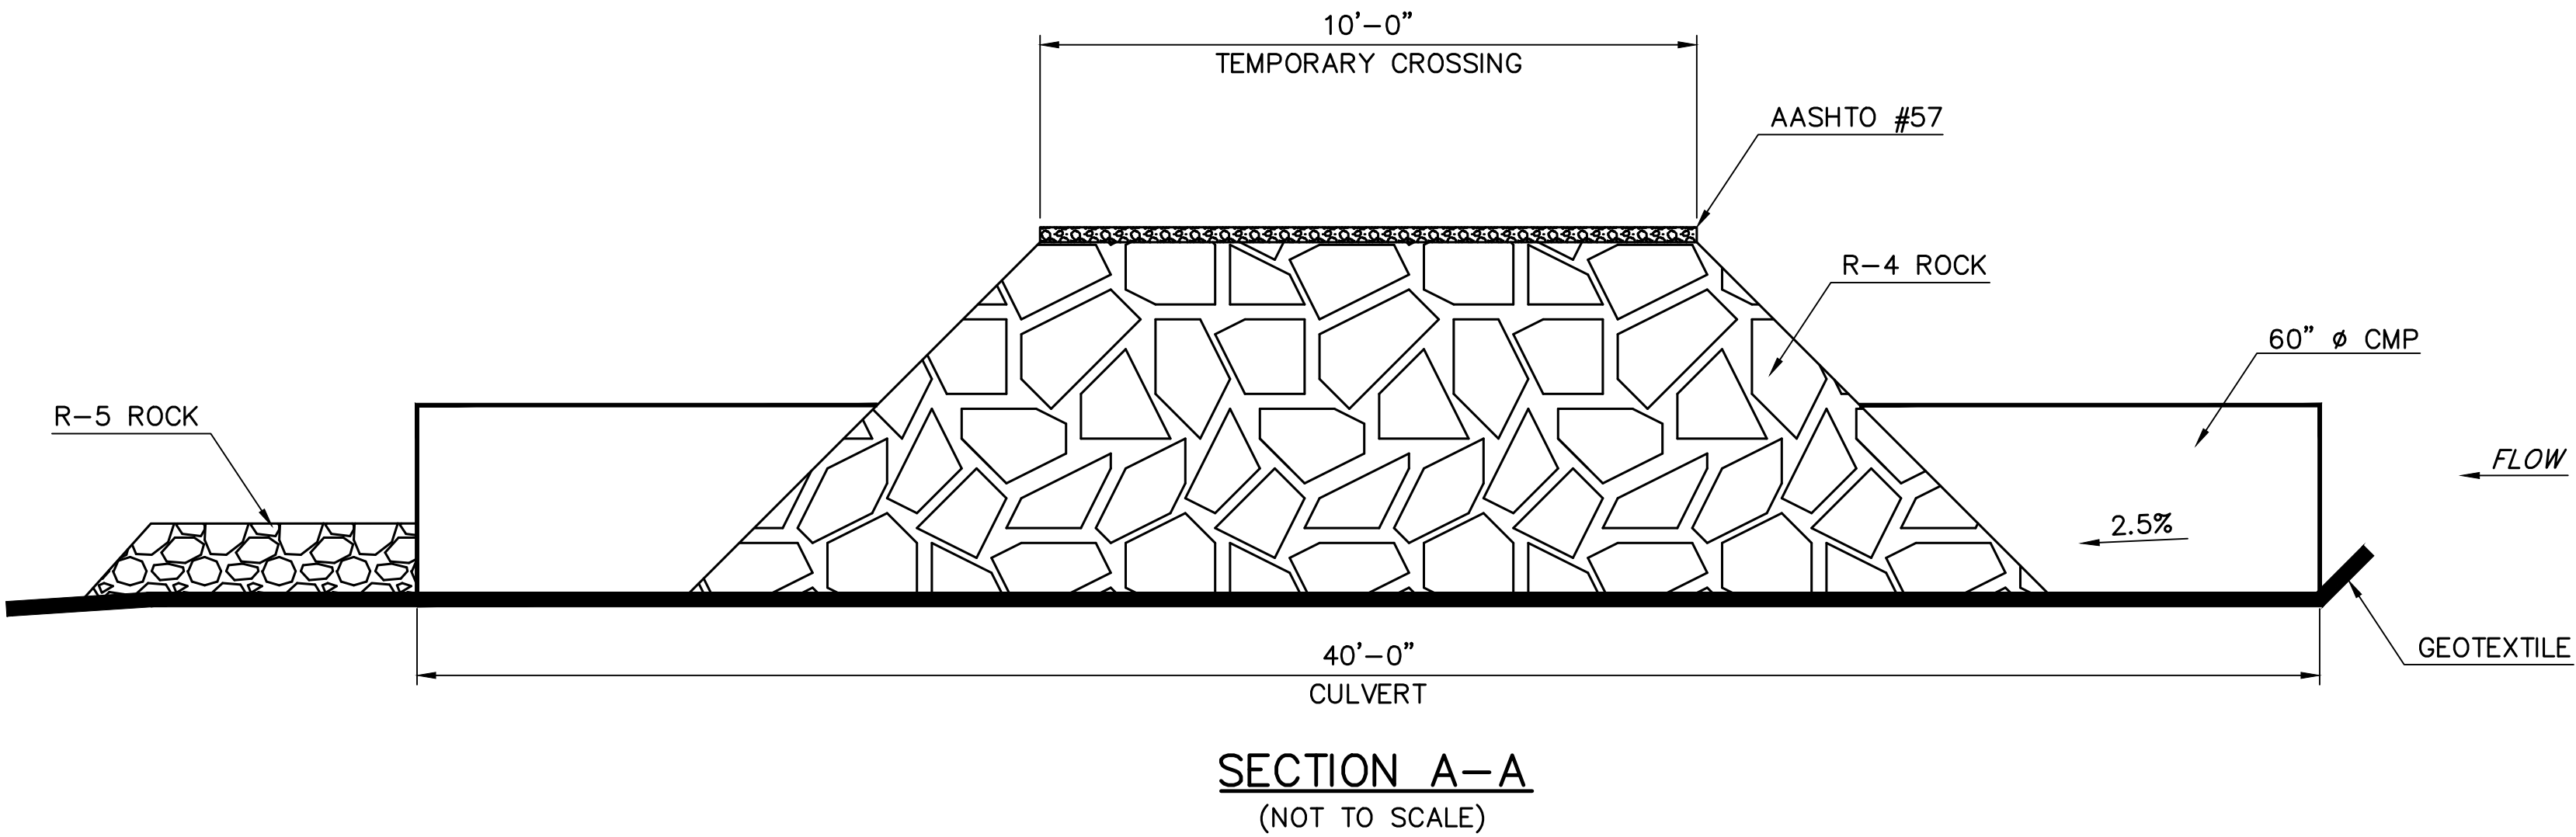 10'-0"
TEMPORARY CROSSING
AASHTO #57
R-4 ROCK
60" ø CMP
R-5 ROCK
FLOW
2.5%
GEOTEXTILE
40'-0"
CULVERT
SECTION A-A
(NOT TO SCALE)